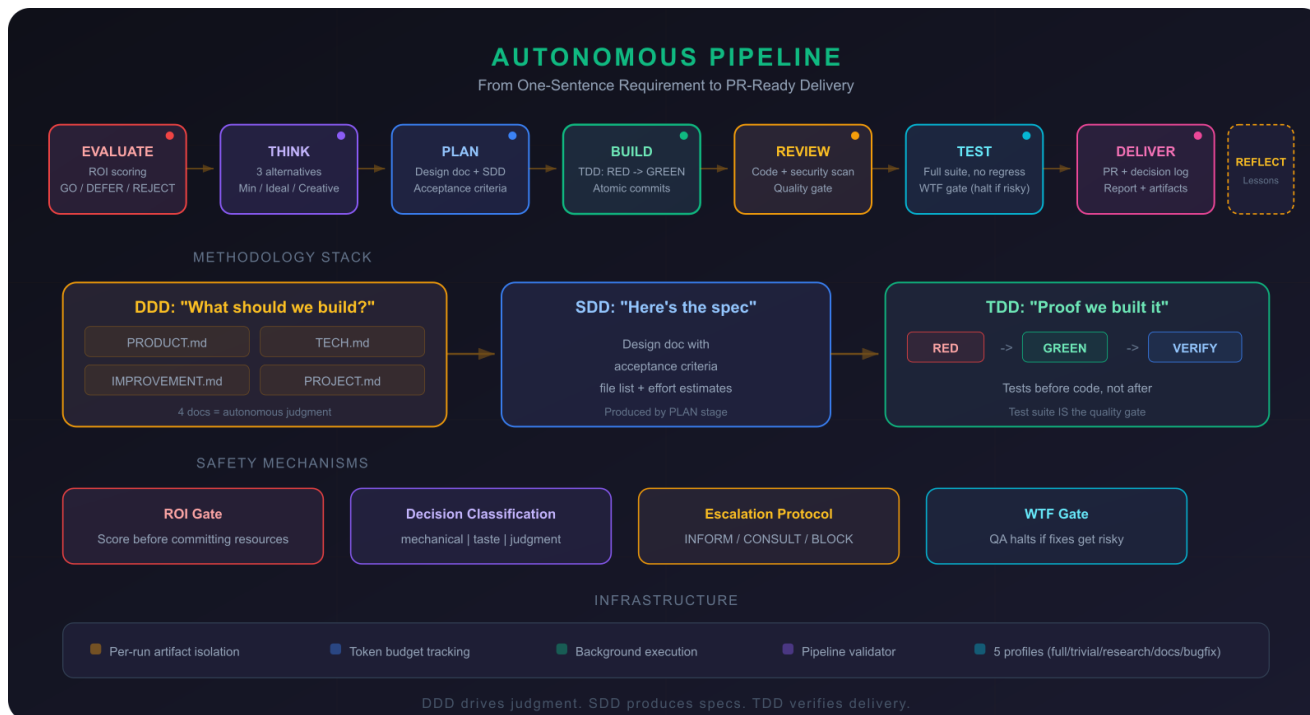 AUTONOMOUS PIPELINE
From One-Sentence Requirement to PR-Ready Delivery
EVALUATE
ROI scoring
GO / DEFER / REJECT
THINK
3 alternatives
Min / Ideal / Creative
PLAN
Design doc + SDD
Acceptance criteria
BUILD
TDD: RED -> GREEN
Atomic commits
REVIEW
Code + security scan
Quality gate
TEST
Full suite, no regress
WTF gate (halt if risky)
DELIVER
PR + decision log
Report + artifacts
REFLECT
Lessons
METHODOLOGY STACK
DDD: "What should we build?"
PRODUCT.md
TECH.md
IMPROVEMENT.md
PROJECT.md
4 docs = autonomous judgment
SDD: "Here's the spec"
Design doc with
acceptance criteria
file list + effort estimates
Produced by PLAN stage
TDD: "Proof we built it"
RED -> GREEN -> VERIFY
Tests before code, not after
Test suite IS the quality gate
SAFETY MECHANISMS
ROI Gate
Score before committing resources
Decision Classification
mechanical | taste | judgment
Escalation Protocol
INFORM / CONSULT / BLOCK
WTF Gate
QA halts if fixes get risky
INFRASTRUCTURE
Per-run artifact isolation
Token budget tracking
Background execution
Pipeline validator
5 profiles (full/trivial/research/docs/bugfix)
DDD drives judgment. SDD produces specs. TDD verifies delivery.